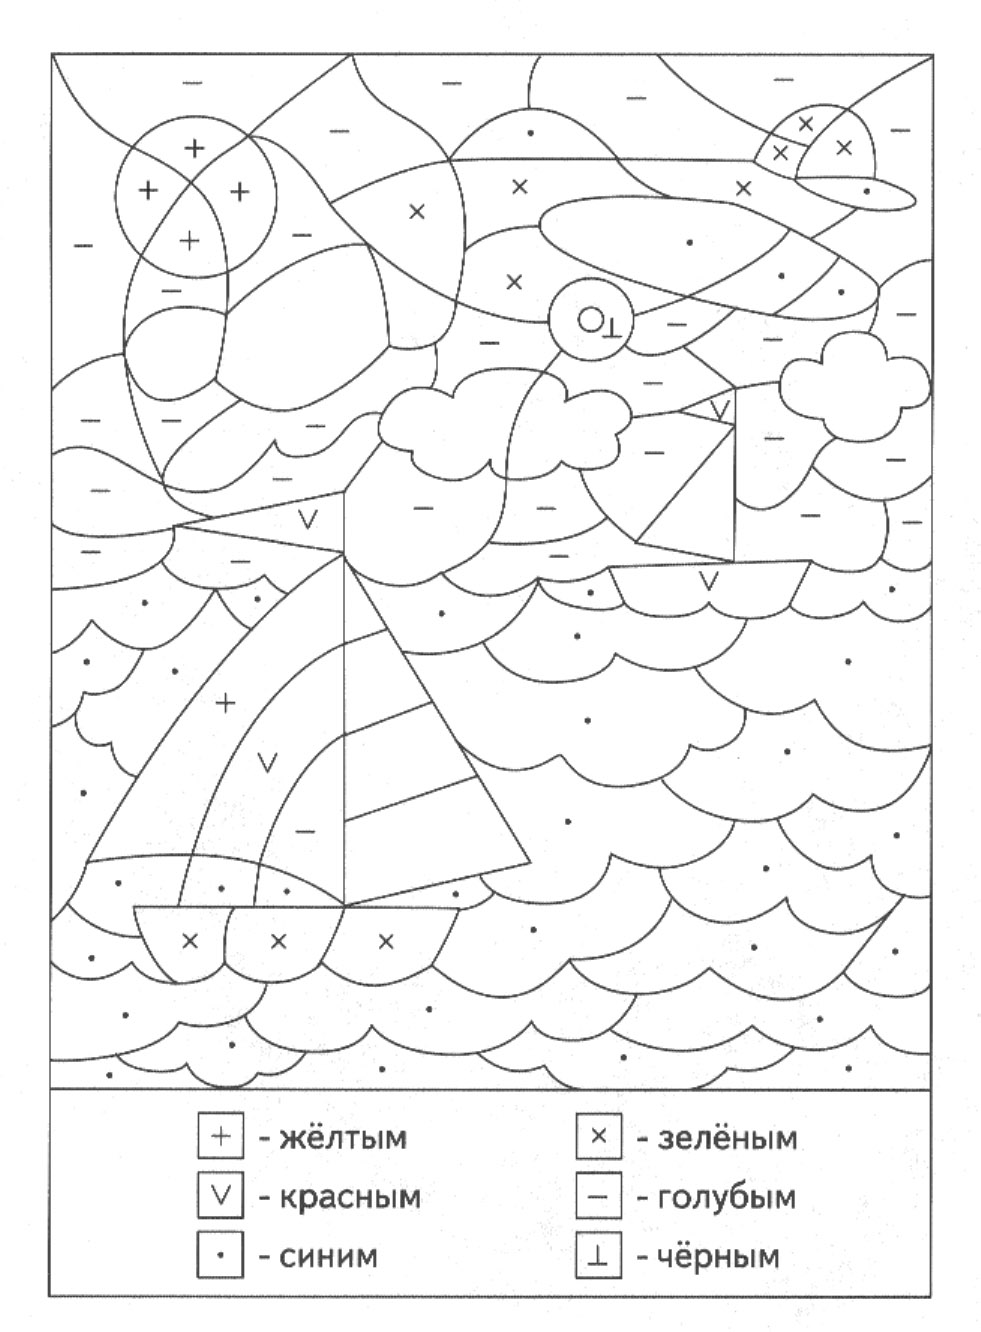 + - жёлтым
× - зелёным
V - красным
– - голубым
• - синим
⊥ - чёрным